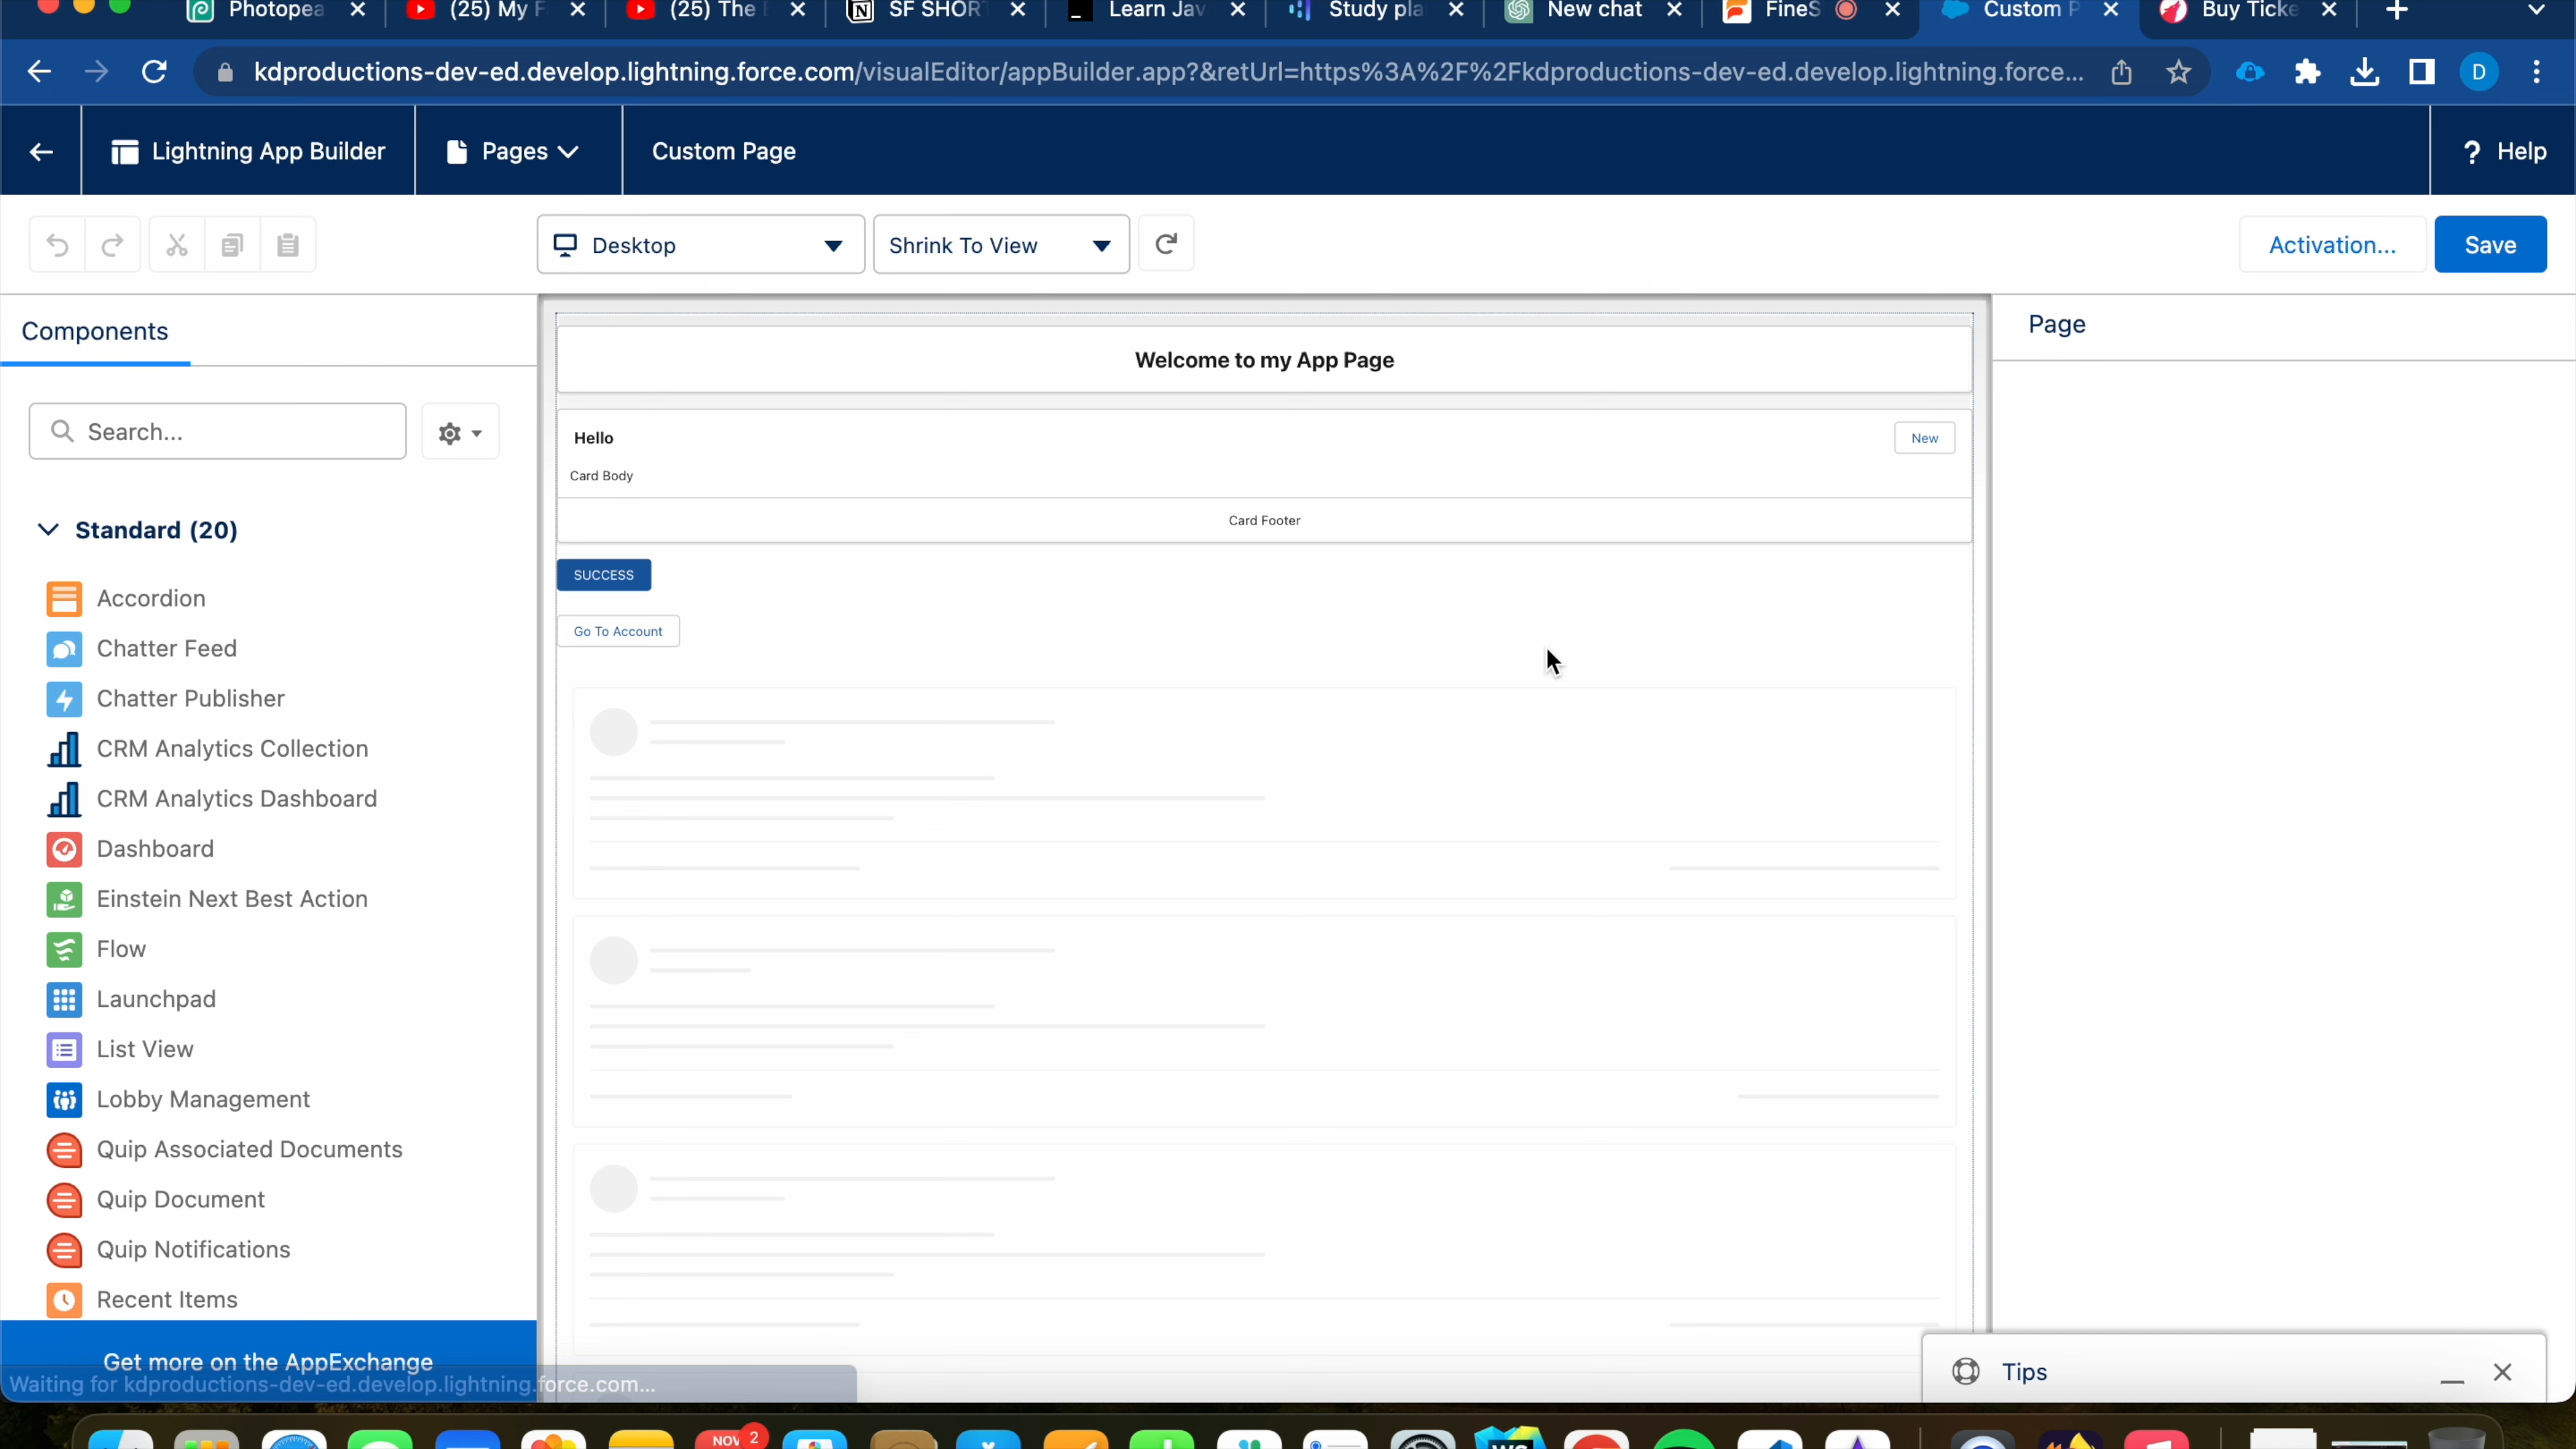 Photopea
(25) My F
(25) The
SF SHOR
Learn Jav
Study pla
New chat
FineS
Custom P
Buy Ticke
kdproductions-dev-ed.develop.lightning.force.com/visualEditor/appBuilder.app?&retUrl=https%3A%2F%2Fkdproductions-dev-ed.develop.lightning.force...
D
Lightning App Builder
Pages
Custom Page
? Help
Desktop
Shrink To View
Activation...
Save
Components
Search...
Standard (20)
Accordion
Chatter Feed
Chatter Publisher
CRM Analytics Collection
CRM Analytics Dashboard
Dashboard
Einstein Next Best Action
Flow
Launchpad
List View
Lobby Management
Quip Associated Documents
Quip Document
Quip Notifications
Recent Items
Get more on the AppExchange
Waiting for kdproductions-dev-ed.develop.lightning.force.com...
Welcome to my App Page
Hello
New
Card Body
Card Footer
SUCCESS
Go To Account
Page
Tips
NOV
2